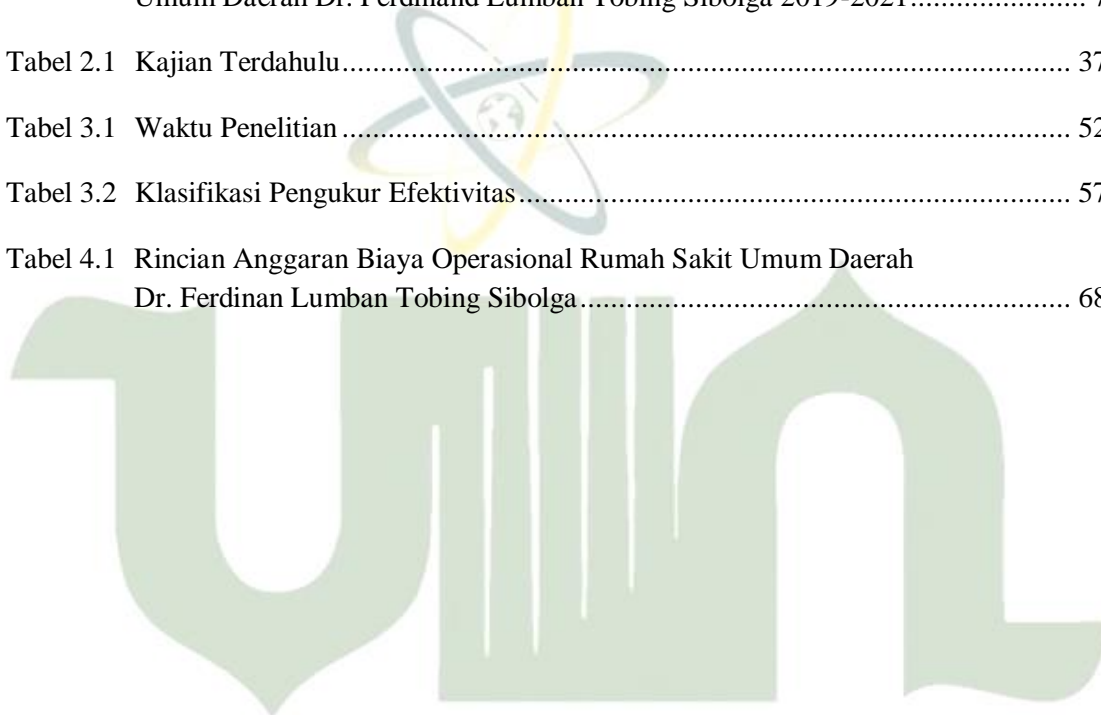 Umum Daerah Dr. Ferdinand Lumban Tobing Sibolga 2019-2021
Tabel 2.1 Kajian Terdahulu 37
Tabel 3.1 Waktu Penelitian 52
Tabel 3.2 Klasifikasi Pengukur Efektivitas 57
Tabel 4.1 Rincian Anggaran Biaya Operasional Rumah Sakit Umum Daerah
Dr. Ferdinan Lumban Tobing Sibolga 68